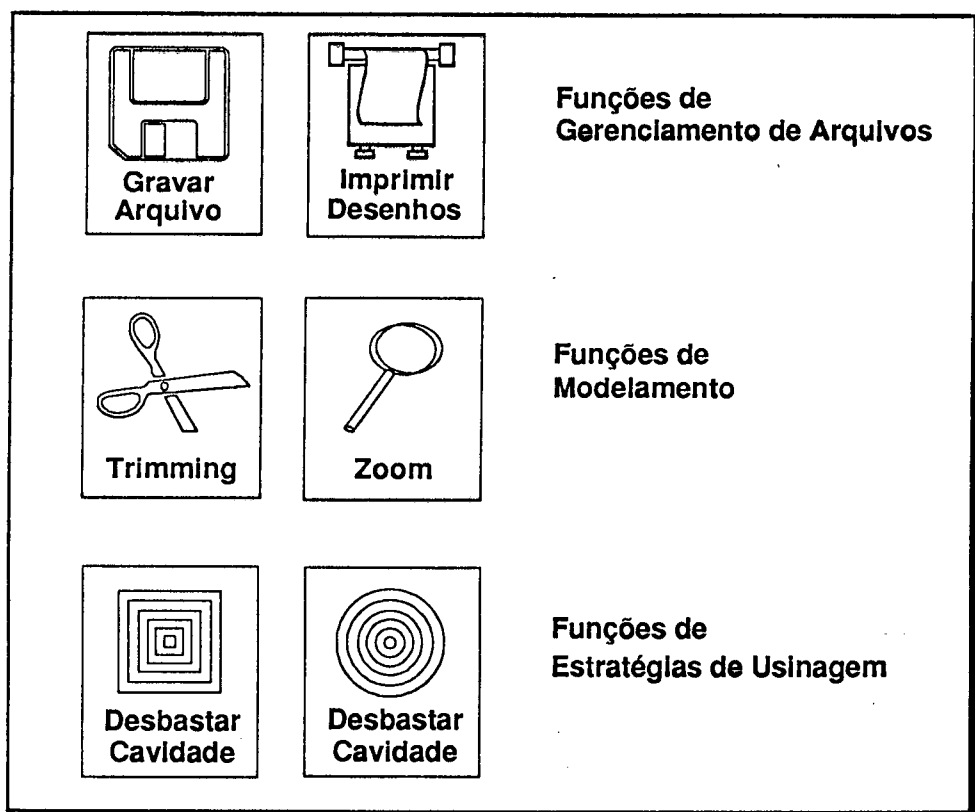 Gravar
Arquivo
Imprimir
Desenhos
Funções de
Gerenciamento de Arquivos
Trimming
Zoom
Funções de
Modelamento
Desbastar
Cavidade
Desbastar
Cavidade
Funções de
Estratégias de Usinagem